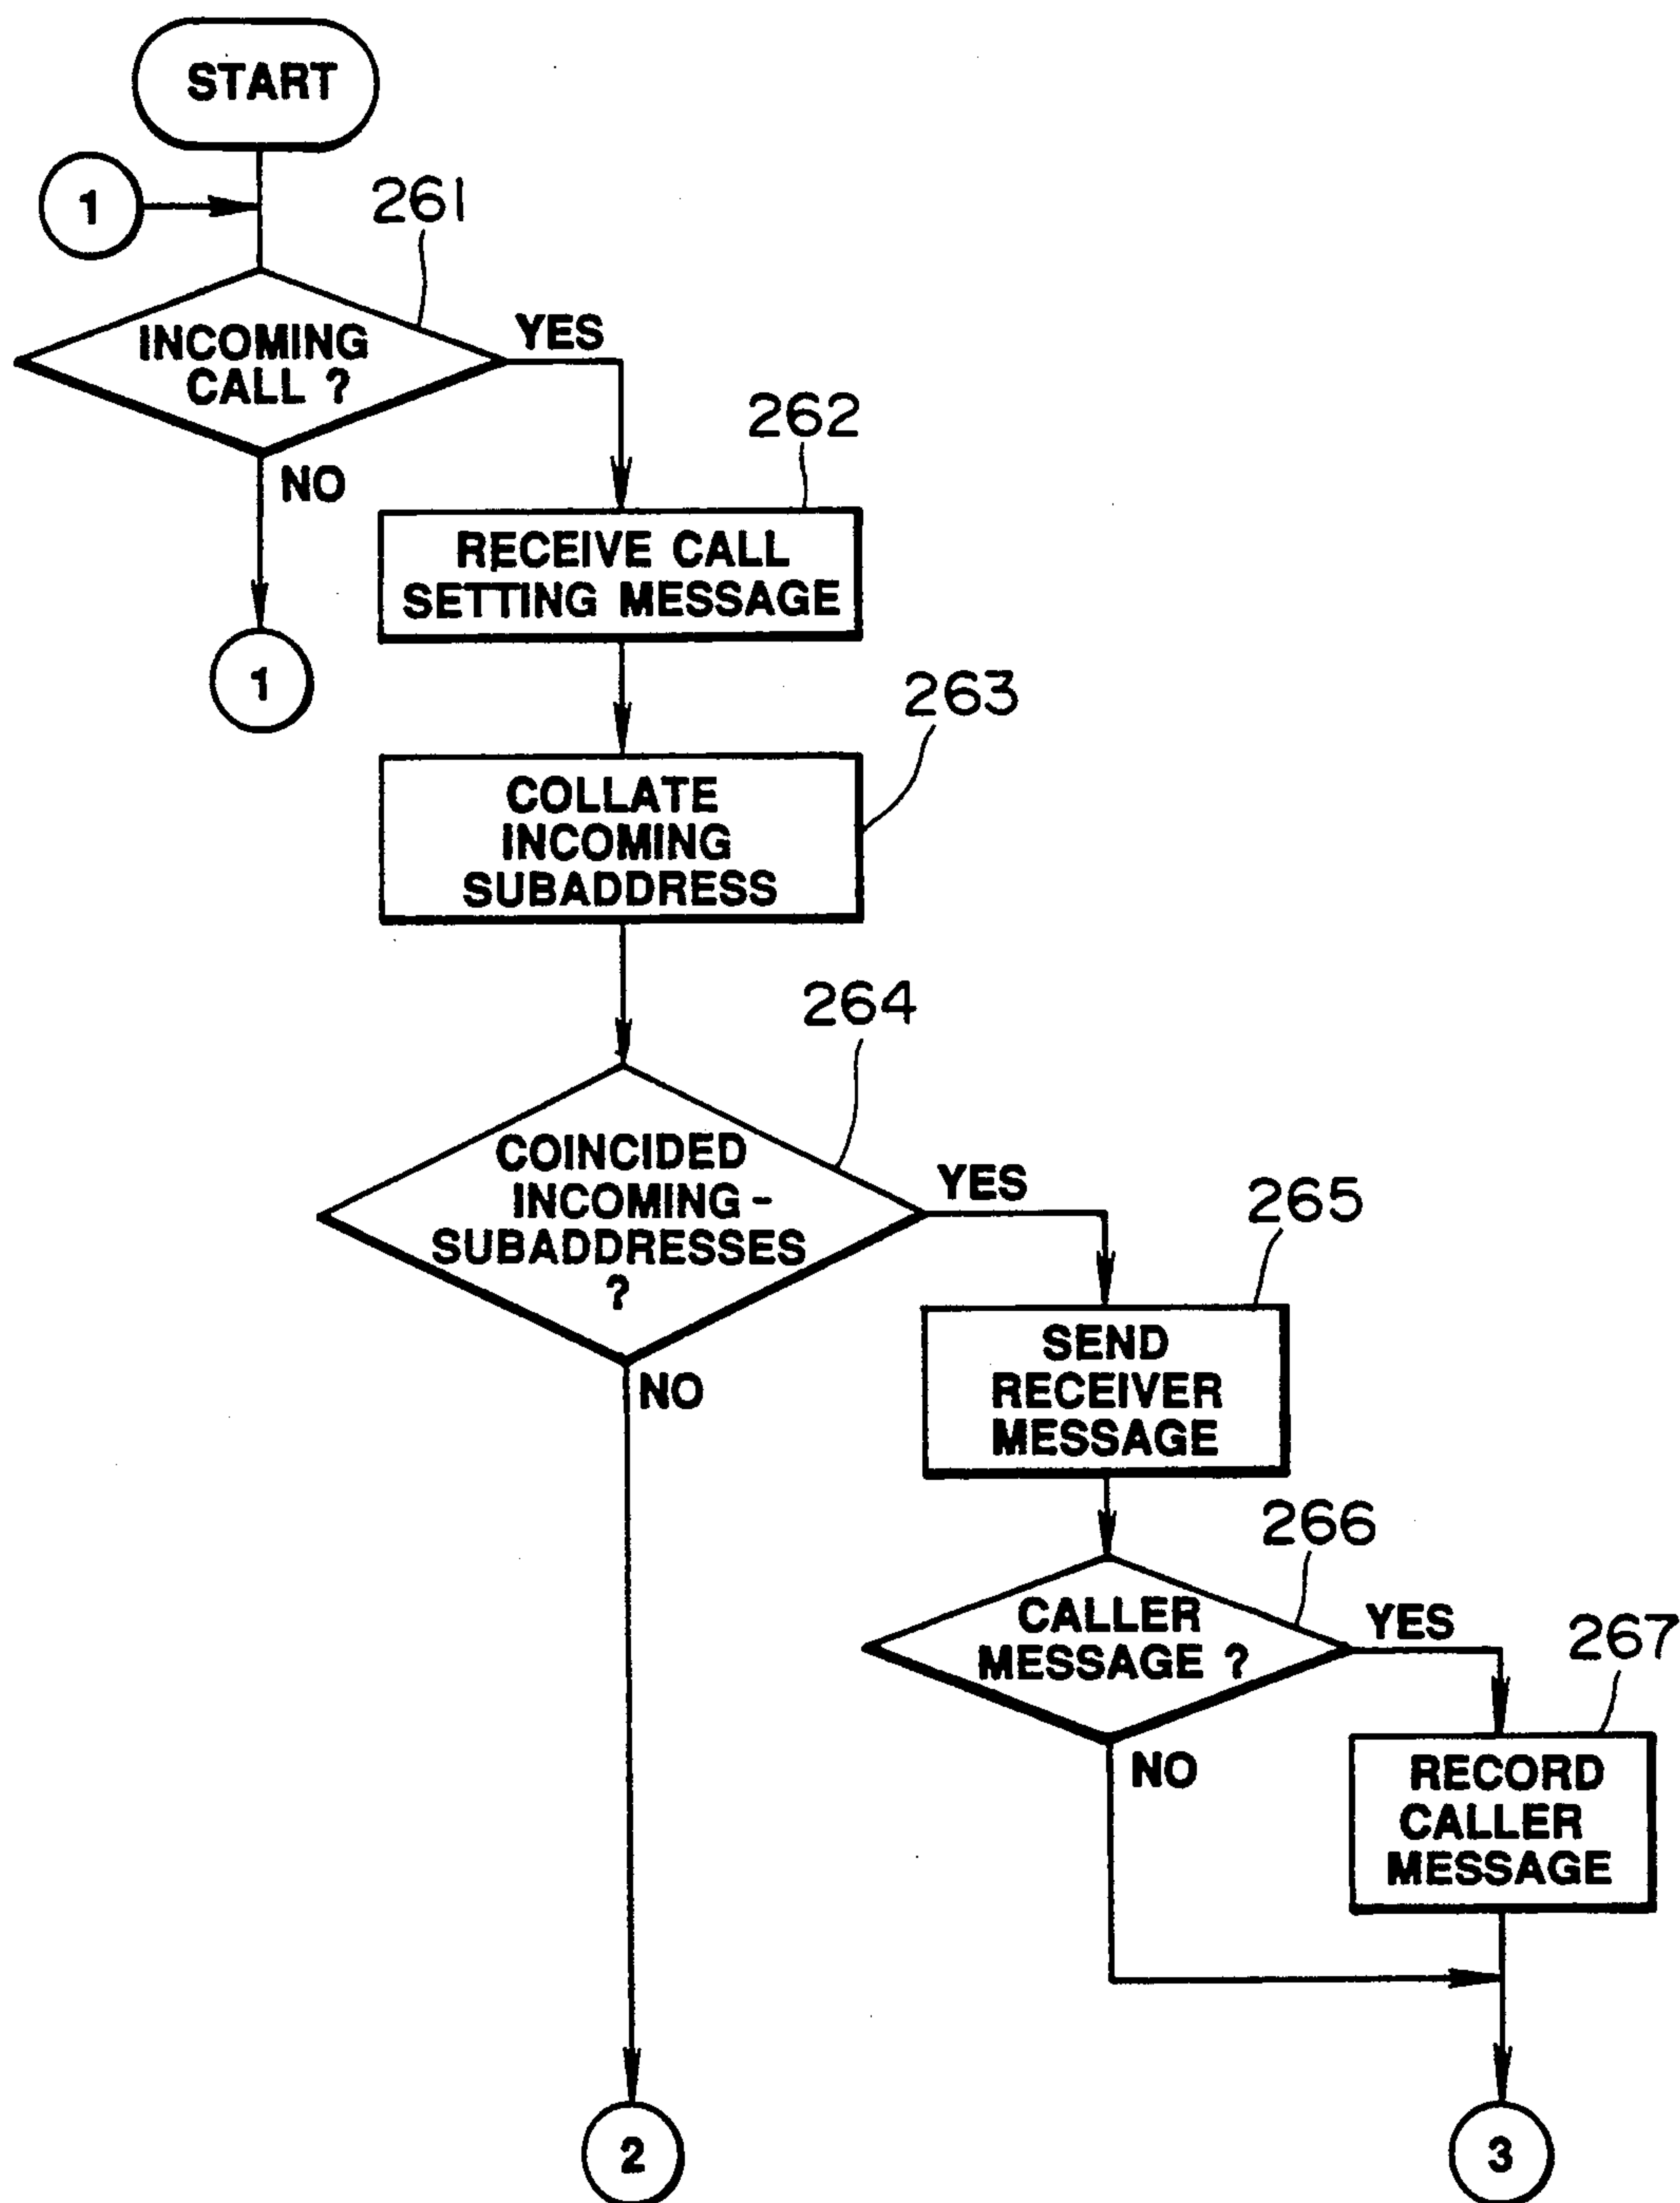 START
1
261
INCOMING
CALL ?
YES
NO
1
262
RECEIVE CALL
SETTING MESSAGE
263
COLLATE
INCOMING
SUBADDRESS
264
COINCIDED
INCOMING -
SUBADDRESSES
?
YES
NO
265
SEND
RECEIVER
MESSAGE
266
CALLER
MESSAGE ?
YES
NO
267
RECORD
CALLER
MESSAGE
2
3